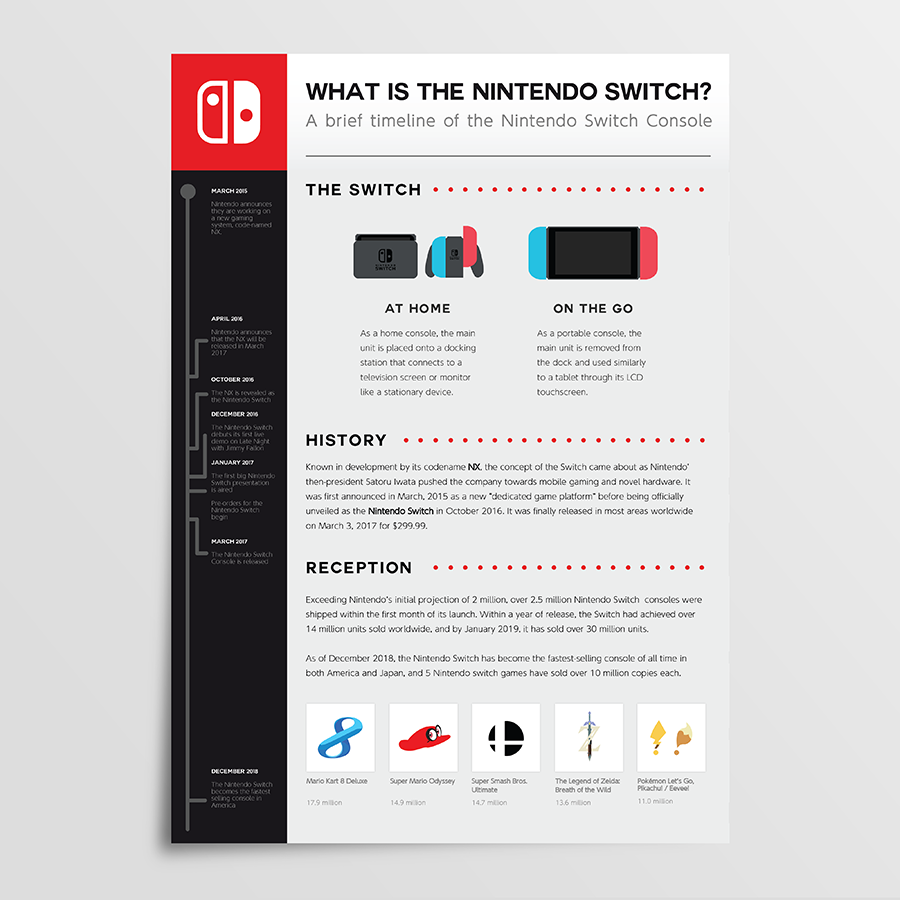 WHAT IS THE NINTENDO SWITCH?
A brief timeline of the Nintendo Switch Console
MARCH 2015
Nintendo announces
they are working on
a new gaming
system, code-named
NX.
APRIL 2016
Nintendo announces
that the NX will be
released in March
2017
OCTOBER 2016
The NX is revealed as
the Nintendo Switch
DECEMBER 2016
The Nintendo Switch
debuts its first live
demo on Late Night
with Jimmy Fallon
JANUARY 2017
The first big Nintendo
Switch presentation
is aired
Pre-orders for the
Nintendo Switch
begin
MARCH 2017
The Nintendo Switch
Console is released
DECEMBER 2018
The Nintendo Switch
becomes the fastest
selling console in
America
THE SWITCH
NINTENDO
SWITCH
AT HOME
As a home console, the main
unit is placed onto a docking
station that connects to a
television screen or monitor
like a stationary device.
ON THE GO
As a portable console, the
main unit is removed from
the dock and used similarly
to a tablet through its LCD
touchscreen.
HISTORY
Known in development by its codename NX, the concept of the Switch came about as Nintendo'
then-president Satoru Iwata pushed the company towards mobile gaming and novel hardware. It
was first announced in March, 2015 as a new "dedicated game platform" before being officially
unveiled as the Nintendo Switch in October 2016. It was finally released in most areas worldwide
on March 3, 2017 for $299.99.
RECEPTION
Exceeding Nintendo's initial projection of 2 million, over 2.5 million Nintendo Switch consoles were
shipped within the first month of its launch. Within a year of release, the Switch had achieved over
14 million units sold worldwide, and by January 2019, it has sold over 30 million units.
As of December 2018, the Nintendo Switch has become the fastest-selling console of all time in
both America and Japan, and 5 Nintendo switch games have sold over 10 million copies each.
Mario Kart 8 Deluxe
17.9 million
Super Mario Odyssey
14.9 million
Super Smash Bros.
Ultimate
14.7 million
The Legend of Zelda:
Breath of the Wild
13.6 million
Pokémon Let's Go,
Pikachu! / Eevee!
11.0 million